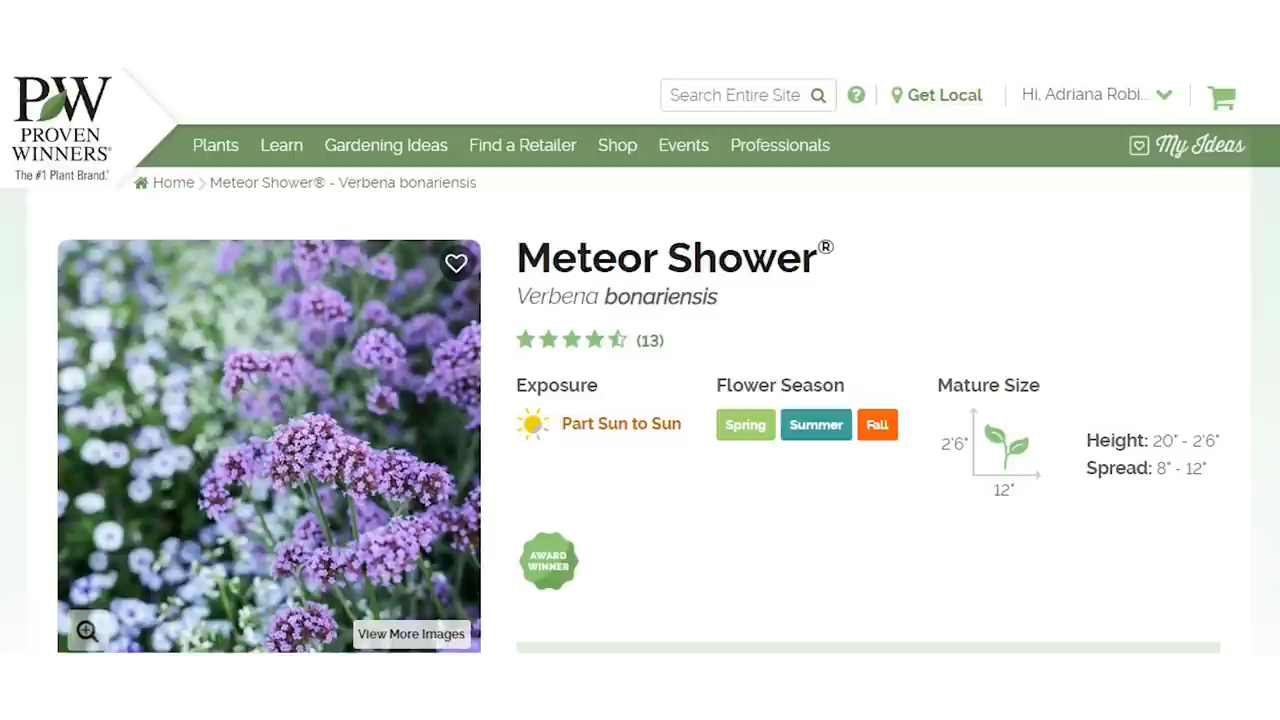 PW
PROVEN
WINNERS®
The #1 Plant Brand.®
Search Entire Site
?
Get Local
Hi, Adriana Robi...
Plants Learn Gardening Ideas Find a Retailer Shop Events Professionals
My Ideas
Home Meteor Shower® - Verbena bonariensis
Meteor Shower®
Verbena bonariensis
(13)
Exposure
Part Sun to Sun
Flower Season
Spring Summer Fall
Mature Size
2'6"
12"
Height: 20" - 2'6"
Spread: 8" - 12"
AWARD
WINNER
View More Images